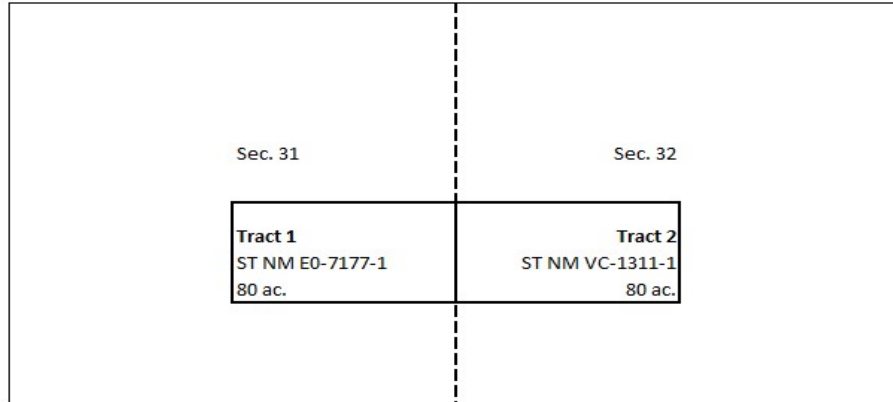 Sec. 31
Sec. 32
Tract 1
ST NM E0-7177-1
80 ac.
Tract 2
ST NM VC-1311-1
80 ac.